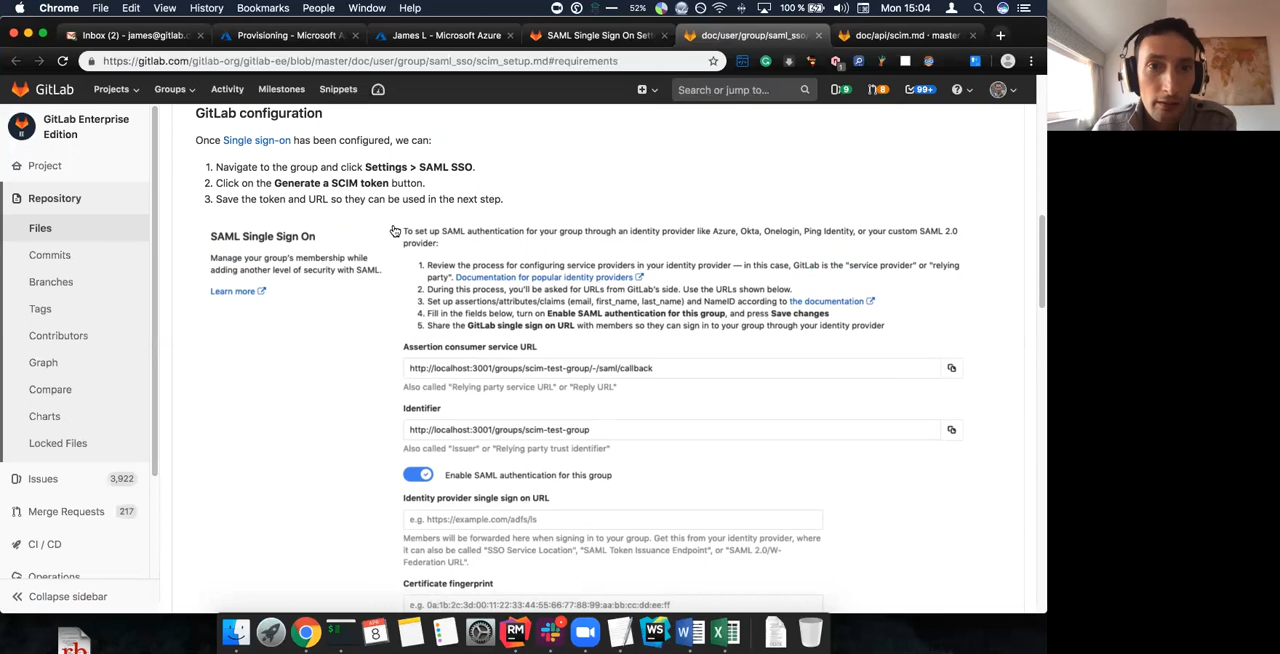 Chrome File Edit View History Bookmarks People Window Help 52% 100 % Mon 15:04
Inbox (2) - james@gitlab.c
Provisioning - Microsoft A
James L - Microsoft Azure
SAML Single Sign On Sett
doc/user/group/saml_sso/
doc/api/scim.md · master
https://gitlab.com/gitlab-org/gitlab-ee/blob/master/doc/user/group/saml_sso/scim_setup.md#requirements
GitLab Projects Groups Activity Milestones Snippets Search or jump to... 9 8 99+
GitLab Enterprise
Edition
Project
Repository
Files
Commits
Branches
Tags
Contributors
Graph
Compare
Charts
Locked Files
Issues 3,922
Merge Requests 217
CI / CD
Operations
Collapse sidebar
GitLab configuration
Once Single sign-on has been configured, we can:
1. Navigate to the group and click Settings > SAML SSO.
2. Click on the Generate a SCIM token button.
3. Save the token and URL so they can be used in the next step.
SAML Single Sign On
Manage your group's membership while
adding another level of security with SAML.
Learn more
To set up SAML authentication for your group through an identity provider like Azure, Okta, Onelogin, Ping Identity, or your custom SAML 2.0
provider:
1. Review the process for configuring service providers in your identity provider — in this case, GitLab is the "service provider" or "relying
party". Documentation for popular identity providers
2. During this process, you'll be asked for URLs from GitLab's side. Use the URLs shown below.
3. Set up assertions/attributes/claims (email, first_name, last_name) and NameID according to the documentation
4. Fill in the fields below, turn on Enable SAML authentication for this group, and press Save changes
5. Share the GitLab single sign on URL with members so they can sign in to your group through your identity provider
Assertion consumer service URL
http://localhost:3001/groups/scim-test-group/-/saml/callback
Also called "Relying party service URL" or "Reply URL"
Identifier
http://localhost:3001/groups/scim-test-group
Also called "Issuer" or "Relying party trust identifier"
Enable SAML authentication for this group
Identity provider single sign on URL
e.g. https://example.com/adfs/ls
Members will be forwarded here when signing in to your group. Get this from your identity provider, where
it can also be called "SSO Service Location", "SAML Token Issuance Endpoint", or "SAML 2.0/W-
Federation URL".
Certificate fingerprint
e.g. 0a:1b:2c:3d:00:11:22:33:44:55:66:77:88:99:aa:bb:cc:dd:ee:ff
APR
8
RM
WS
W
X
rb